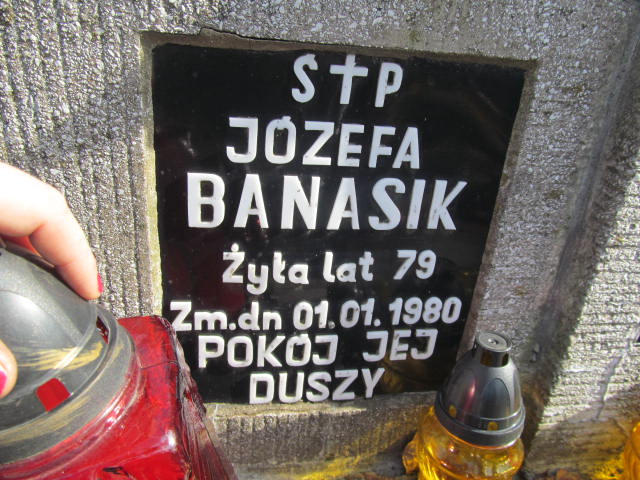 S✝P
JÓZEFA
BANASIK
Żyła lat 79
Zm.dn 01.01.1980
POKÓJ JEJ
DUSZY